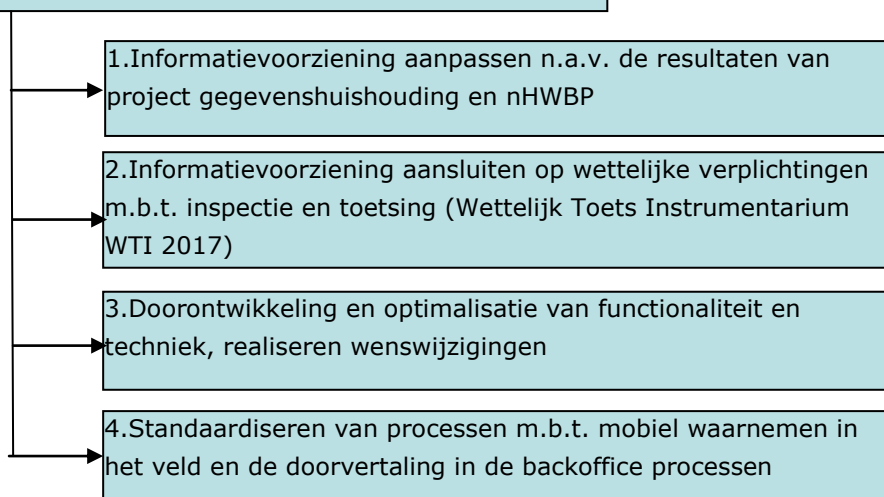 1.Informatievoorziening aanpassen n.a.v. de resultaten van
project gegevenshuishouding en nHWBP
2.Informatievoorziening aansluiten op wettelijke verplichtingen
m.b.t. inspectie en toetsing (Wettelijk Toets Instrumentarium
WTI 2017)
3.Doorontwikkeling en optimalisatie van functionaliteit en
techniek, realiseren wenswijzigingen
4.Standaardiseren van processen m.b.t. mobiel waarnemen in
het veld en de doorvertaling in de backoffice processen